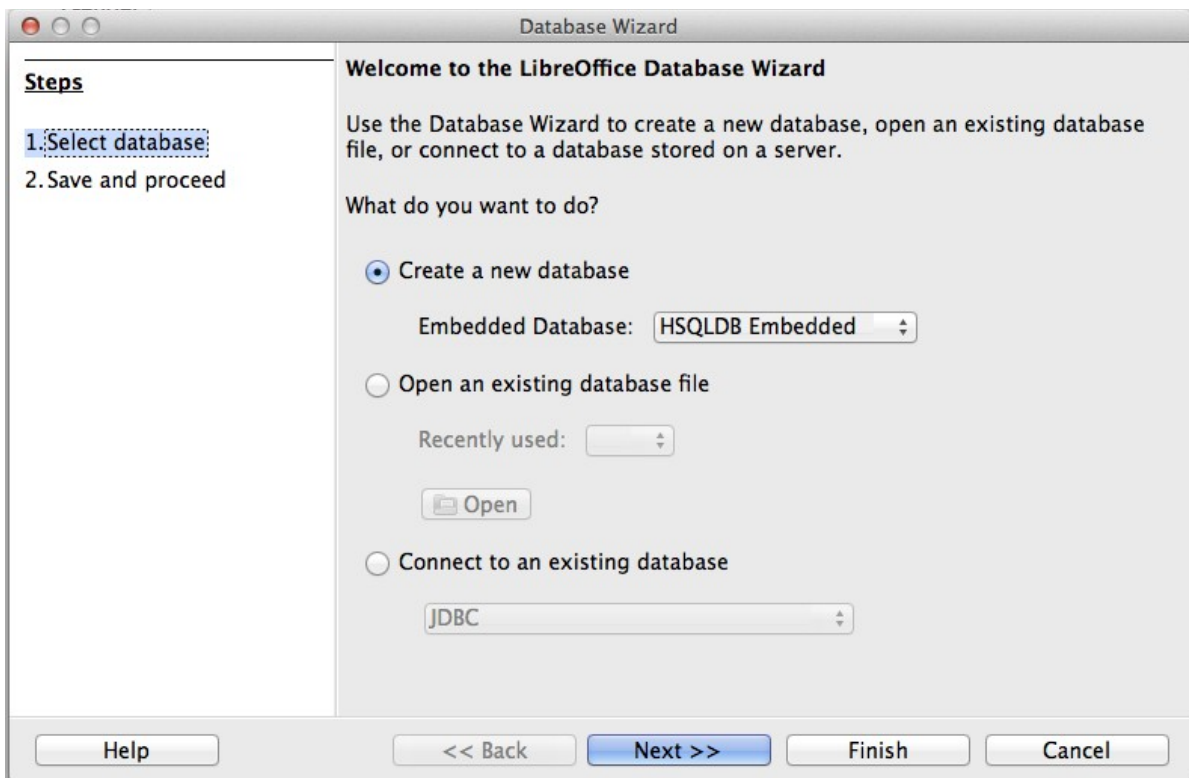 Database Wizard
Steps
1. Select database
2. Save and proceed
Welcome to the LibreOffice Database Wizard
Use the Database Wizard to create a new database, open an existing database
file, or connect to a database stored on a server.
What do you want to do?
Create a new database
Embedded Database: HSQLDB Embedded
Open an existing database file
Recently used:
Open
Connect to an existing database
JDBC
Help
<< Back
Next >>
Finish
Cancel